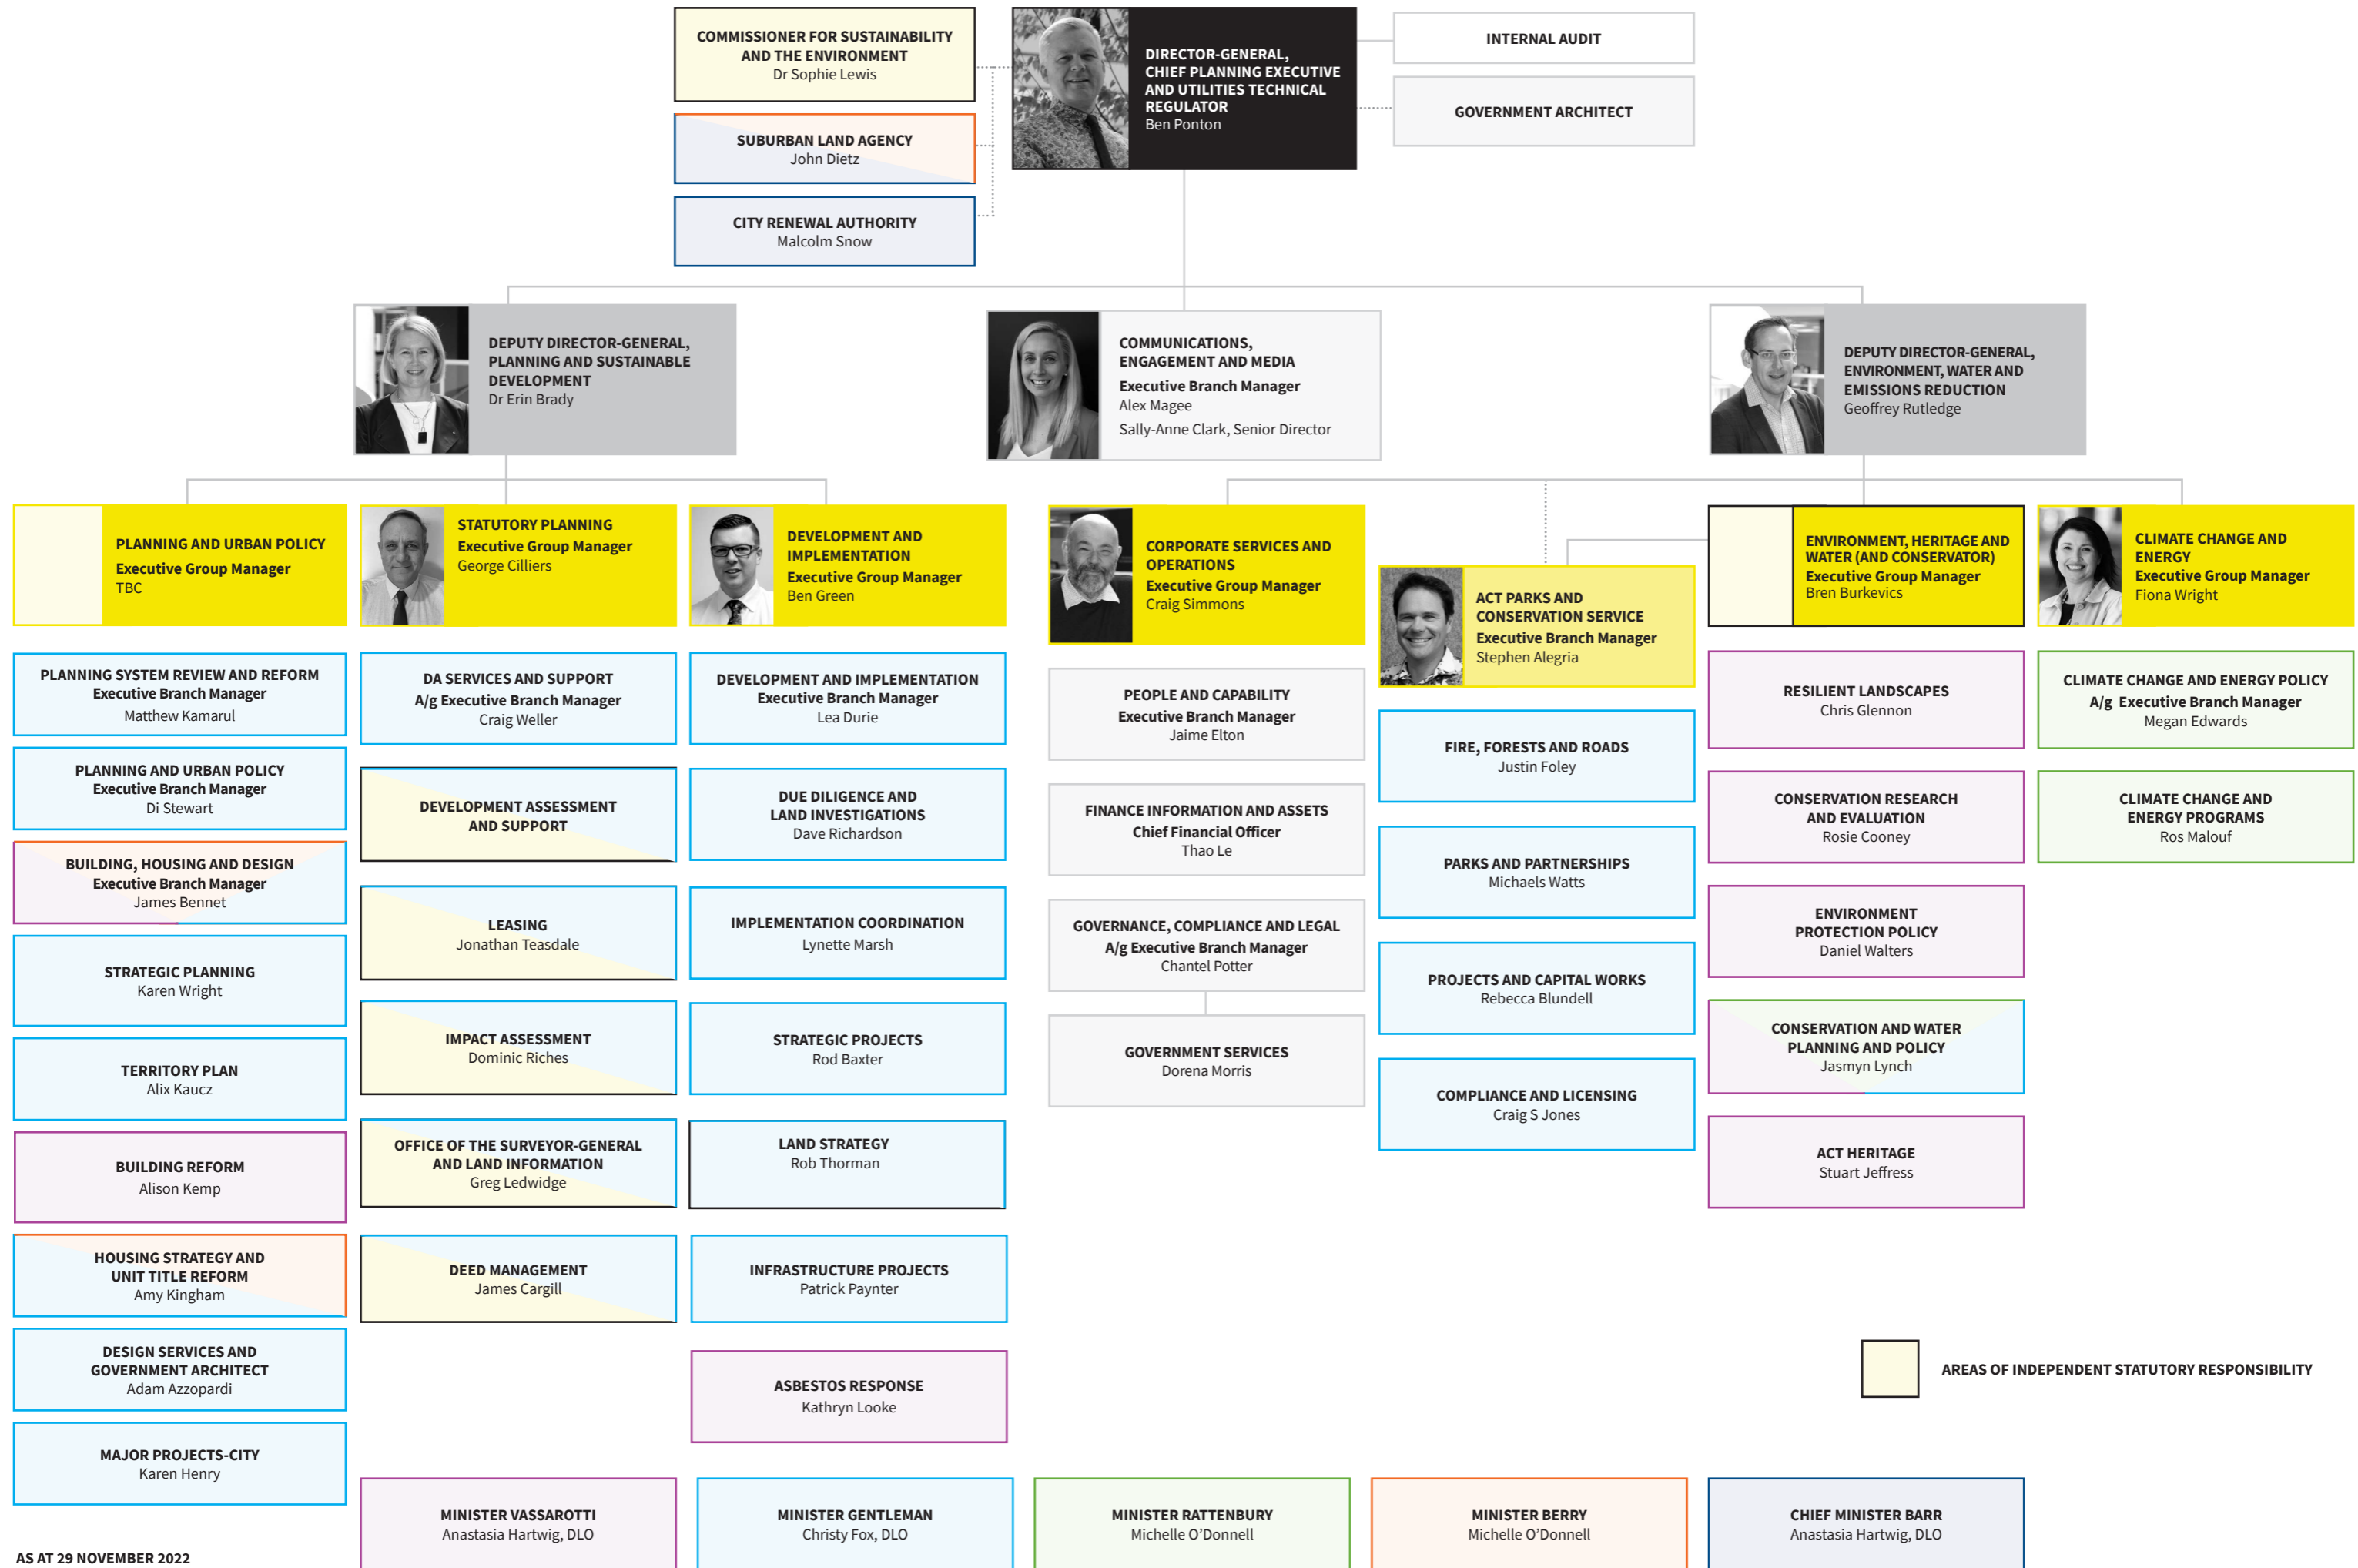 COMMISSIONER FOR SUSTAINABILITY
AND THE ENVIRONMENT
Dr Sophie Lewis
SUBURBAN LAND AGENCY
John Dietz
CITY RENEWAL AUTHORITY
Malcolm Snow
DIRECTOR-GENERAL,
CHIEF PLANNING EXECUTIVE
AND UTILITIES TECHNICAL
REGULATOR
Ben Ponton
INTERNAL AUDIT
GOVERNMENT ARCHITECT
DEPUTY DIRECTOR-GENERAL,
PLANNING AND SUSTAINABLE
DEVELOPMENT
Dr Erin Brady
COMMUNICATIONS,
ENGAGEMENT AND MEDIA
Executive Branch Manager
Alex Magee
Sally-Anne Clark, Senior Director
DEPUTY DIRECTOR-GENERAL,
ENVIRONMENT, WATER AND
EMISSIONS REDUCTION
Geoffrey Rutledge
PLANNING AND URBAN POLICY
Executive Group Manager
TBC
PLANNING SYSTEM REVIEW AND REFORM
Executive Branch Manager
Matthew Kamarul
PLANNING AND URBAN POLICY
Executive Branch Manager
Di Stewart
BUILDING, HOUSING AND DESIGN
Executive Branch Manager
James Bennet
STRATEGIC PLANNING
Karen Wright
TERRITORY PLAN
Alix Kaucz
BUILDING REFORM
Alison Kemp
HOUSING STRATEGY AND
UNIT TITLE REFORM
Amy Kingham
DESIGN SERVICES AND
GOVERNMENT ARCHITECT
Adam Azzopardi
MAJOR PROJECTS-CITY
Karen Henry
STATUTORY PLANNING
Executive Group Manager
George Cilliers
DA SERVICES AND SUPPORT
A/g Executive Branch Manager
Craig Weller
DEVELOPMENT ASSESSMENT
AND SUPPORT
LEASING
Jonathan Teasdale
IMPACT ASSESSMENT
Dominic Riches
OFFICE OF THE SURVEYOR-GENERAL
AND LAND INFORMATION
Greg Ledwidge
DEED MANAGEMENT
James Cargill
DEVELOPMENT AND
IMPLEMENTATION
Executive Group Manager
Ben Green
DEVELOPMENT AND IMPLEMENTATION
Executive Branch Manager
Lea Durie
DUE DILIGENCE AND
LAND INVESTIGATIONS
Dave Richardson
IMPLEMENTATION COORDINATION
Lynette Marsh
STRATEGIC PROJECTS
Rod Baxter
LAND STRATEGY
Rob Thorman
INFRASTRUCTURE PROJECTS
Patrick Paynter
ASBESTOS RESPONSE
Kathryn Looke
CORPORATE SERVICES AND
OPERATIONS
Executive Group Manager
Craig Simmons
PEOPLE AND CAPABILITY
Executive Branch Manager
Jaime Elton
FINANCE INFORMATION AND ASSETS
Chief Financial Officer
Thao Le
GOVERNANCE, COMPLIANCE AND LEGAL
A/g Executive Branch Manager
Chantel Potter
GOVERNMENT SERVICES
Dorena Morris
ACT PARKS AND
CONSERVATION SERVICE
Executive Branch Manager
Stephen Alegria
FIRE, FORESTS AND ROADS
Justin Foley
PARKS AND PARTNERSHIPS
Michaels Watts
PROJECTS AND CAPITAL WORKS
Rebecca Blundell
COMPLIANCE AND LICENSING
Craig S Jones
ENVIRONMENT, HERITAGE AND
WATER (AND CONSERVATOR)
Executive Group Manager
Bren Burkevics
RESILIENT LANDSCAPES
Chris Glennon
CONSERVATION RESEARCH
AND EVALUATION
Rosie Cooney
ENVIRONMENT
PROTECTION POLICY
Daniel Walters
CONSERVATION AND WATER
PLANNING AND POLICY
Jasmyn Lynch
ACT HERITAGE
Stuart Jeffress
CLIMATE CHANGE AND
ENERGY
Executive Group Manager
Fiona Wright
CLIMATE CHANGE AND ENERGY POLICY
A/g Executive Branch Manager
Megan Edwards
CLIMATE CHANGE AND
ENERGY PROGRAMS
Ros Malouf
AREAS OF INDEPENDENT STATUTORY RESPONSIBILITY
MINISTER VASSAROTTI
Anastasia Hartwig, DLO
MINISTER GENTLEMAN
Christy Fox, DLO
MINISTER RATTENBURY
Michelle O'Donnell
MINISTER BERRY
Michelle O'Donnell
CHIEF MINISTER BARR
Anastasia Hartwig, DLO
AS AT 29 NOVEMBER 2022